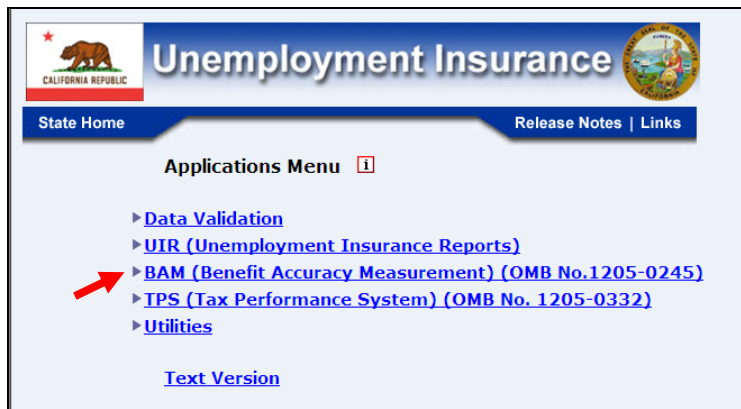 CALIFORNIA REPUBLIC
Unemployment Insurance
State Home
Release Notes | Links
Applications Menu i
Data Validation
UIR (Unemployment Insurance Reports)
BAM (Benefit Accuracy Measurement) (OMB No.1205-0245)
TPS (Tax Performance System) (OMB No. 1205-0332)
Utilities
Text Version